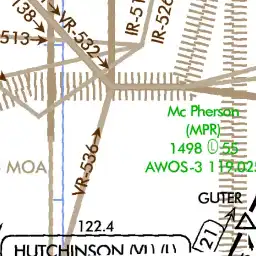 138
VR-532
IR-51
IR-526
513
Mc Pherson
(MPR)
1498 55
AWOS-3 119.025
MOA
VR-536
GUTER
122.4
21
HUTCHINSON